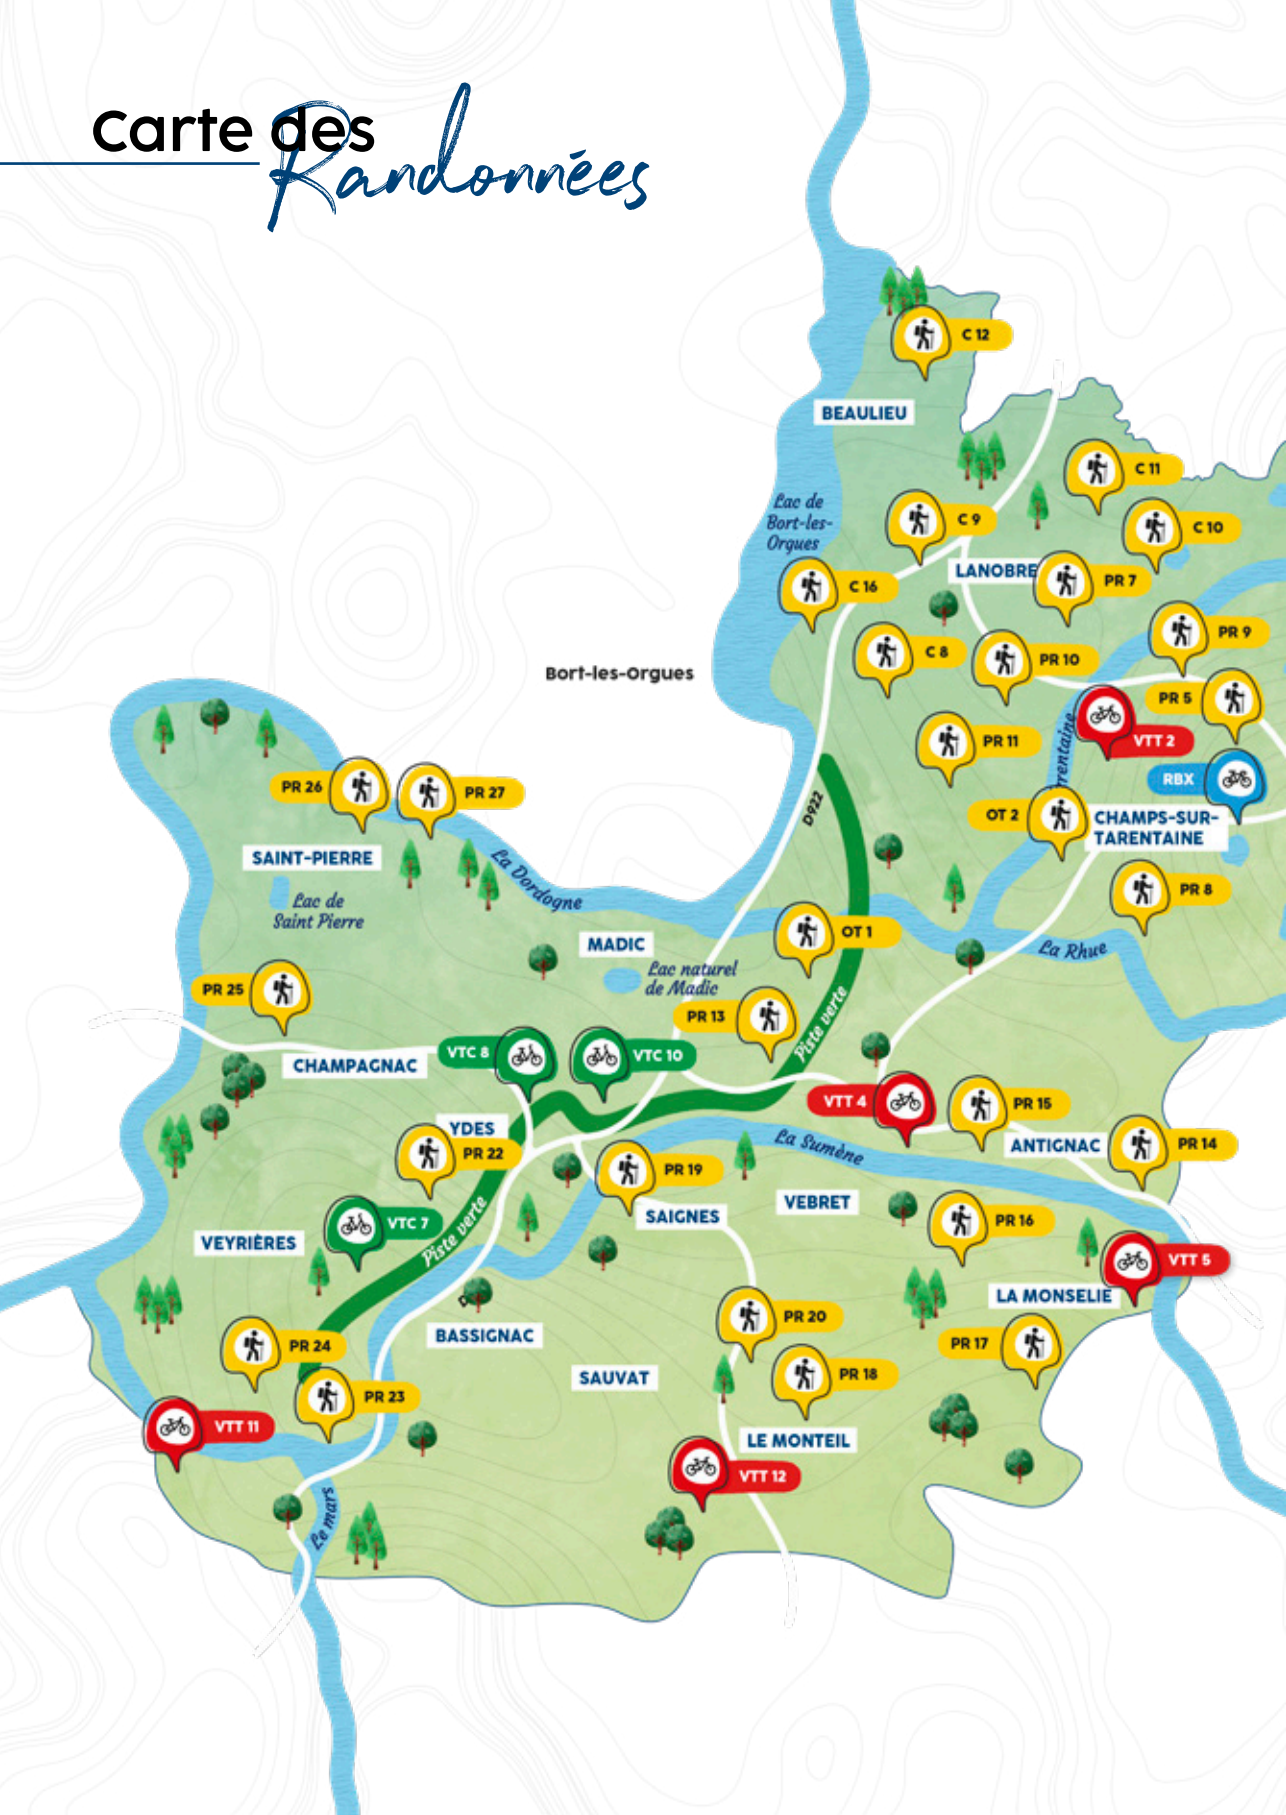 Carte des
Randonnées
C 12
BEAULIEU
C 11
Lac de
Bort-les-
Orgues
C 9
C 10
LANOBRE
PR 7
C 16
PR 9
C 8
PR 10
Bort-les-Orgues
PR 5
PR 11
VTT 2
rentaine
RBX
PR 26
PR 27
D922
OT 2
CHAMPS-SUR-
TARENTAINE
SAINT-PIERRE
La Dordogne
PR 8
Lac de
Saint Pierre
OT 1
MADIC
La Rhue
Lac naturel
de Madic
PR 25
PR 13
Piste verte
VTC 8
VTC 10
CHAMPAGNAC
VTT 4
PR 15
YDES
La Sumène
ANTIGNAC
PR 14
PR 22
PR 19
VEBRET
SAIGNES
PR 16
VTC 7
Piste verte
VEYRIÈRES
VTT 5
LA MONSELIE
D
PR 20
BASSIGNAC
PR 24
PR 17
SAUVAT
PR 18
PR 23
VTT 11
LE MONTEIL
VTT 12
Le mars